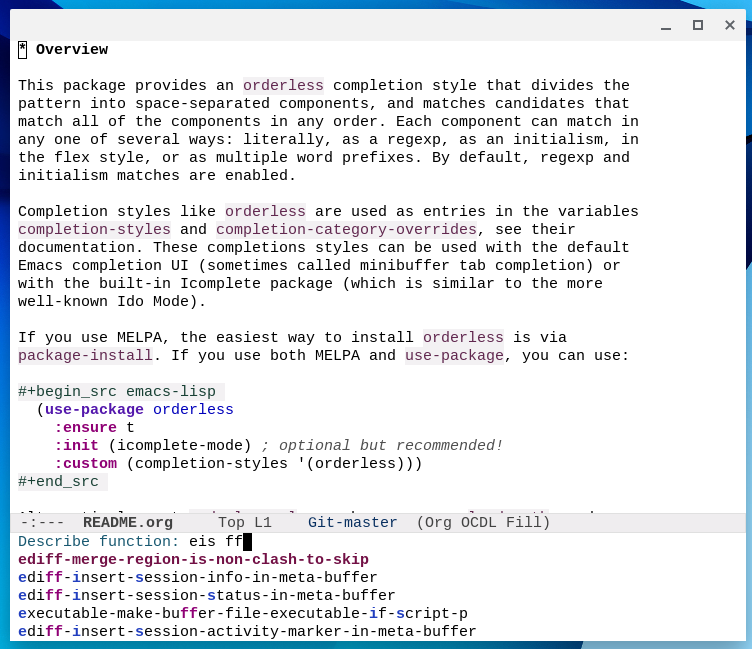 * Overview
This package provides an orderless completion style that divides the
pattern into space-separated components, and matches candidates that
match all of the components in any order. Each component can match in
any one of several ways: literally, as a regexp, as an initialism, in
the flex style, or as multiple word prefixes. By default, regexp and
initialism matches are enabled.
Completion styles like orderless are used as entries in the variables
completion-styles and completion-category-overrides, see their
documentation. These completions styles can be used with the default
Emacs completion UI (sometimes called minibuffer tab completion) or
with the built-in Icomplete package (which is similar to the more
well-known Ido Mode).
If you use MELPA, the easiest way to install orderless is via
package-install. If you use both MELPA and use-package, you can use:
#+begin_src emacs-lisp
(use-package orderless
:ensure t
:init (icomplete-mode) ; optional but recommended!
:custom (completion-styles '(orderless)))
#+end_src
-:--- README.org Top L1 Git-master (Org OCDL Fill)
Describe function: eis ff
ediff-merge-region-is-non-clash-to-skip
ediff-insert-session-info-in-meta-buffer
ediff-insert-session-status-in-meta-buffer
executable-make-buffer-file-executable-if-script-p
ediff-insert-session-activity-marker-in-meta-buffer